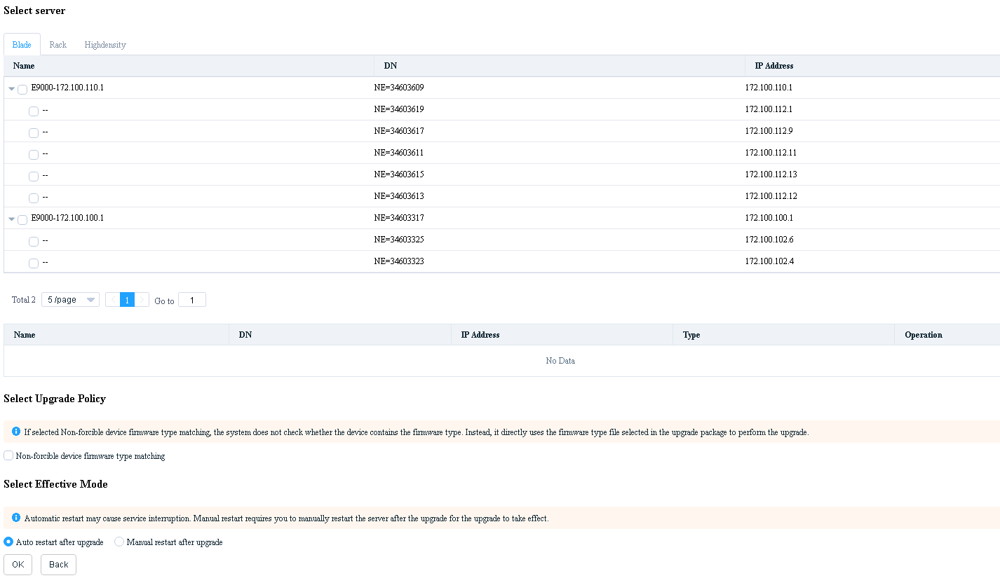 Select server
Blade Rack Highdensity
Name DN IP Address
E9000-172.100.110.1 NE=34603609 172.100.110.1
-- NE=34603619 172.100.112.1
-- NE=34603617 172.100.112.9
-- NE=34603611 172.100.112.11
-- NE=34603615 172.100.112.13
-- NE=34603613 172.100.112.12
E9000-172.100.100.1 NE=34603317 172.100.100.1
-- NE=34603325 172.100.102.6
-- NE=34603323 172.100.102.4
Total 2 5 /page 1 Go to 1
Name DN IP Address Type Operation
No Data
Select Upgrade Policy
If selected Non-forcible device firmware type matching, the system does not check whether the device contains the firmware type. Instead, it directly uses the firmware type file selected in the upgrade package to perform the upgrade.
Non-forcible device firmware type matching
Select Effective Mode
Automatic restart may cause service interruption. Manual restart requires you to manually restart the server after the upgrade for the upgrade to take effect.
Auto restart after upgrade Manual restart after upgrade
OK Back